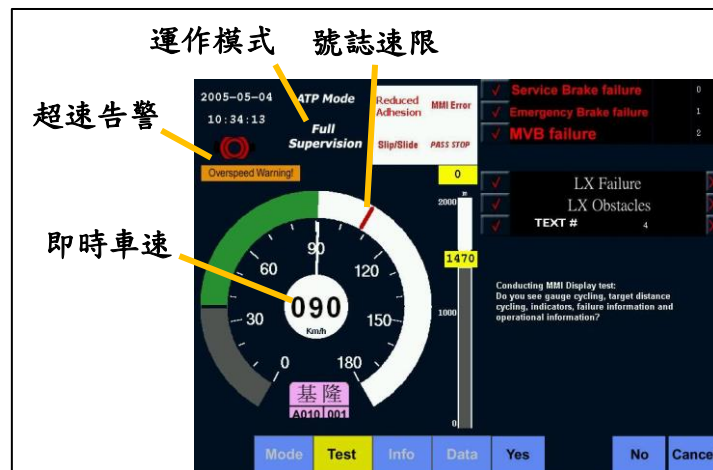 運作模式
號誌速限
超速告警
即時車速
2005-05-04
10:34:13
ATP Mode
Full
Supervision
Reduced
Adhesion
MMI Error
Slip/Slide
PASS STOP
Overspeed Warning!
Service Brake failure 0
Emergency Brake failure 1
MVB failure 2
LX Failure
LX Obstacles
TEXT # 4
0
m
2000
1470
1000
0
0
30
60
90
120
150
180
090
Km/h
基隆
A010 001
Conducting MMI Display test:
Do you see gauge cycling, target distance
cycling, indicators, failure information and
operational information?
Mode
Test
Info
Data
Yes
No
Cance